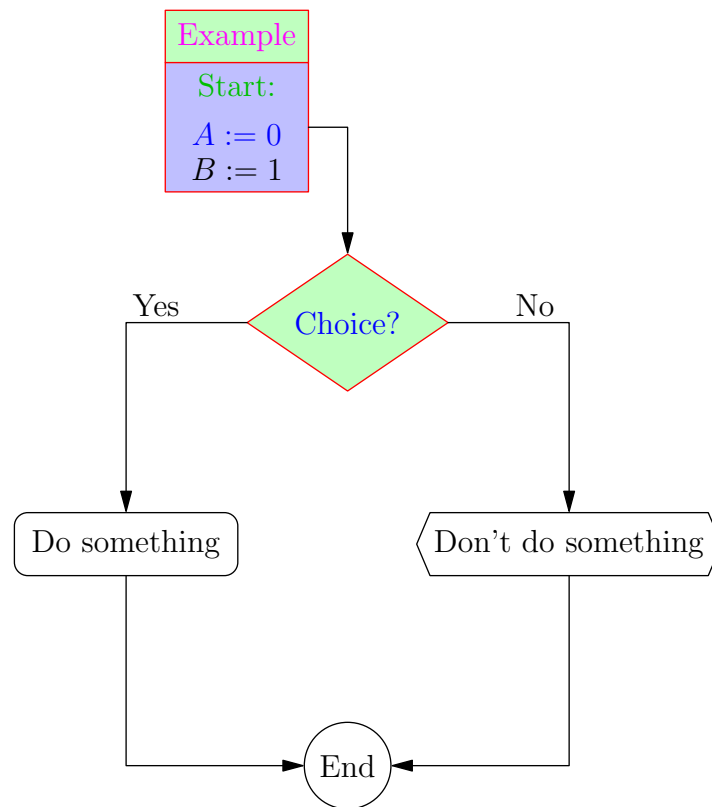 Example
Start:
A := 0
B := 1
Yes
No
Choice?
Do something
Don't do something
End